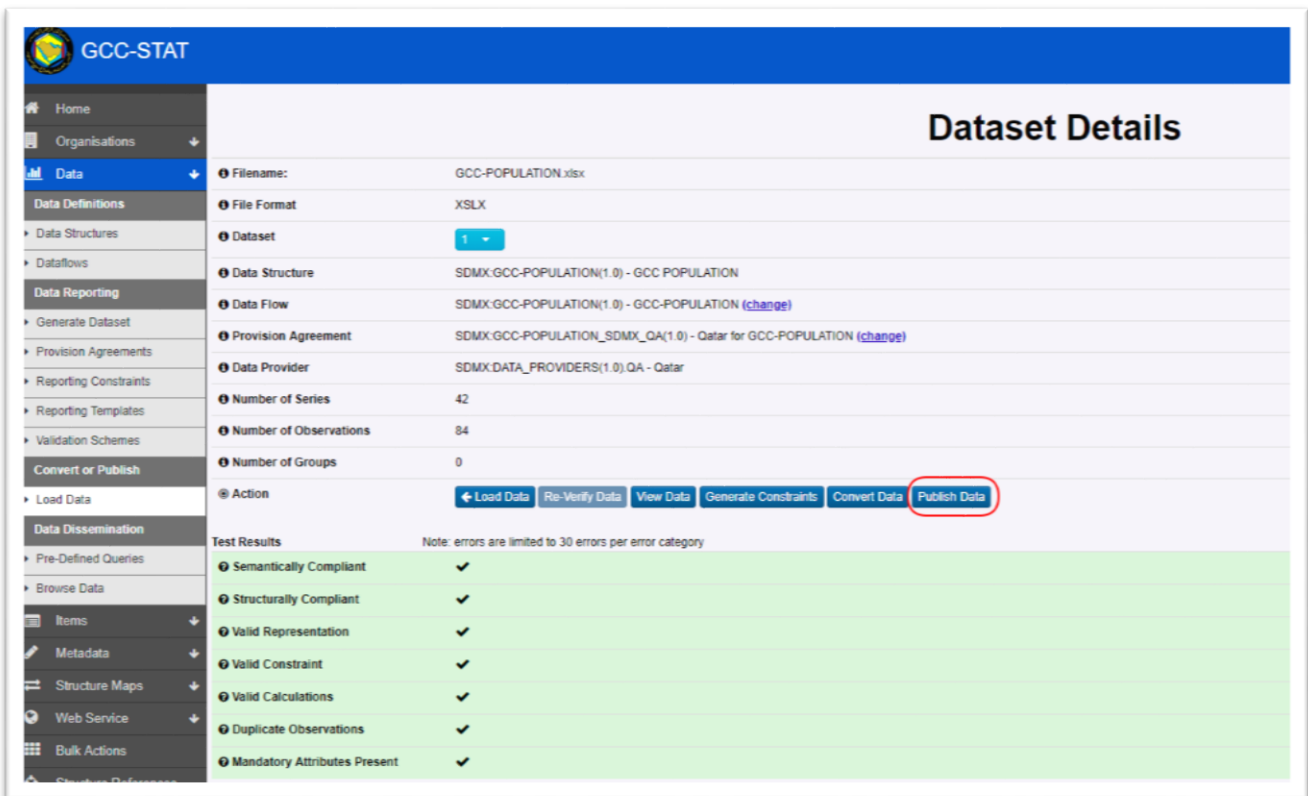 GCC-STAT
Home
Organisations
Data
Data Definitions
Data Structures
Dataflows
Data Reporting
Generate Dataset
Provision Agreements
Reporting Constraints
Reporting Templates
Validation Schemes
Convert or Publish
Load Data
Data Dissemination
Pre-Defined Queries
Browse Data
Items
Metadata
Structure Maps
Web Service
Bulk Actions
Structure References
Dataset Details
Filename: GCC-POPULATION.xlsx
File Format XSLX
Dataset 1
Data Structure SDMX:GCC-POPULATION(1.0) - GCC POPULATION
Data Flow SDMX:GCC-POPULATION(1.0) - GCC-POPULATION (change)
Provision Agreement SDMX:GCC-POPULATION_SDMX_QA(1.0) - Qatar for GCC-POPULATION (change)
Data Provider SDMX:DATA_PROVIDERS(1.0).QA - Qatar
Number of Series 42
Number of Observations 84
Number of Groups 0
Action Load Data Re-Verify Data View Data Generate Constraints Convert Data Publish Data
Test Results Note: errors are limited to 30 errors per error category
Semantically Compliant ✔
Structurally Compliant ✔
Valid Representation ✔
Valid Constraint ✔
Valid Calculations ✔
Duplicate Observations ✔
Mandatory Attributes Present ✔